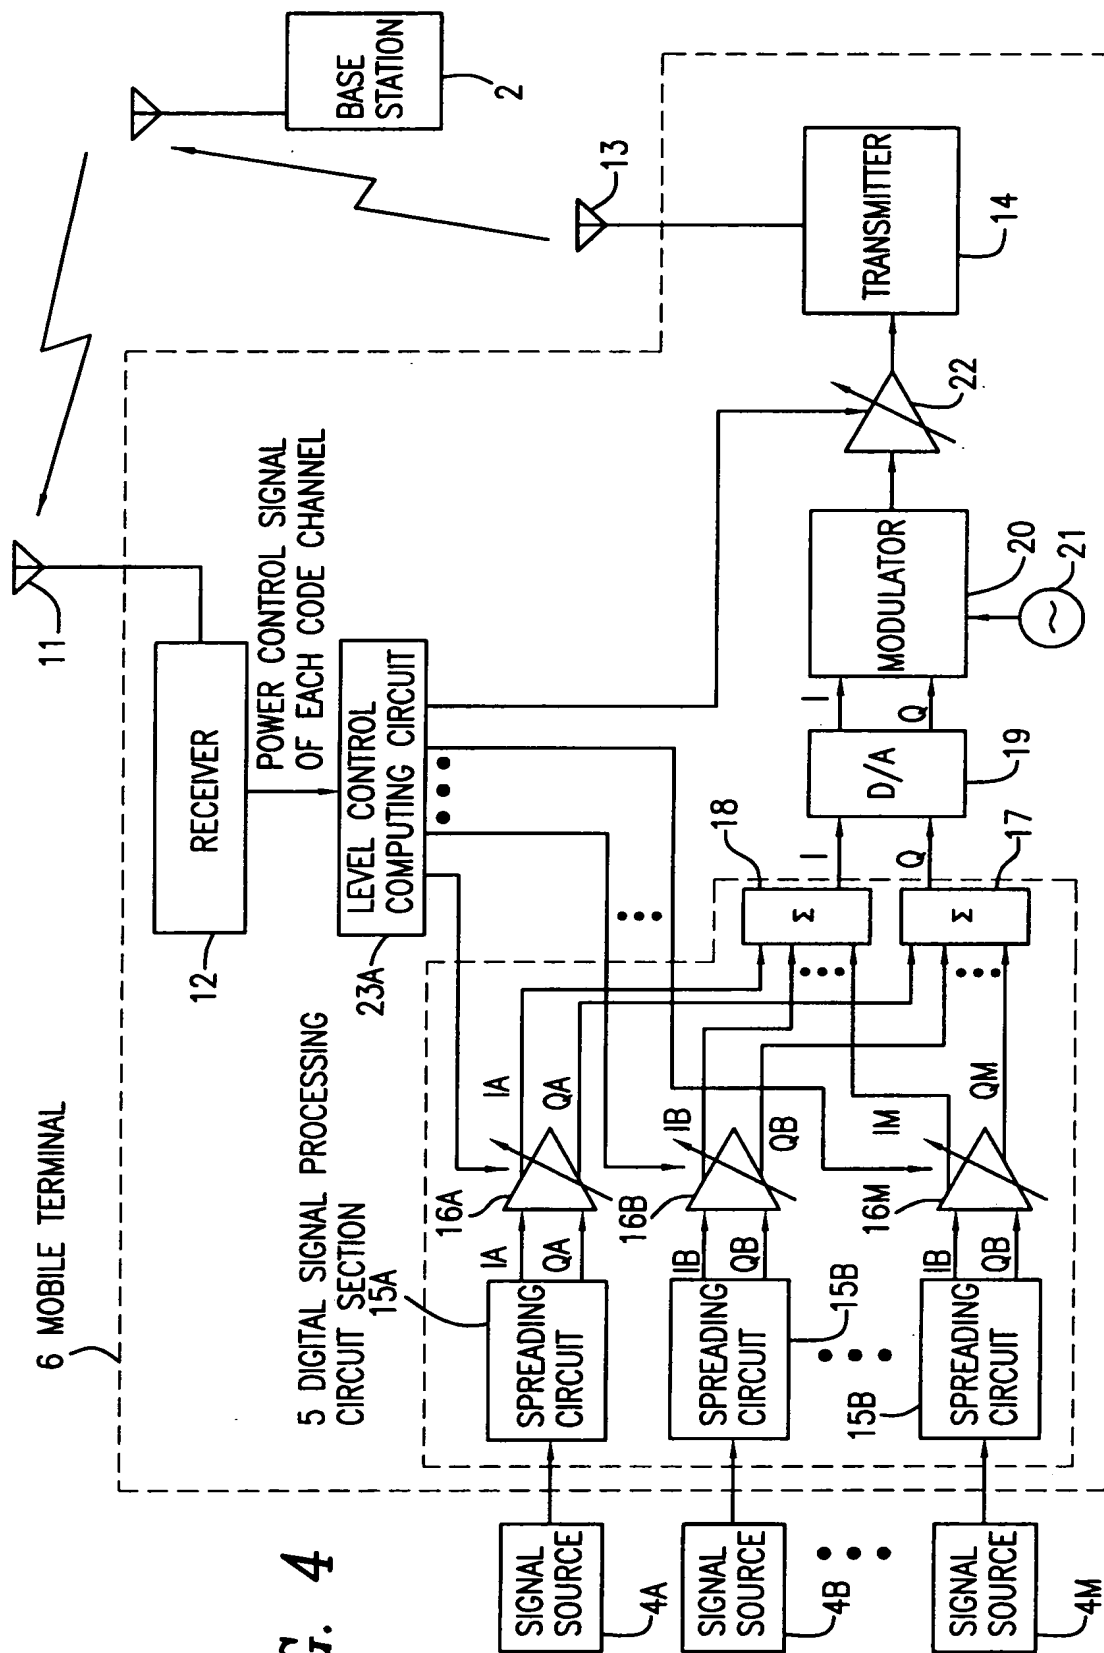 6 MOBILE TERMINAL
11
RECEIVER
12
POWER CONTROL SIGNAL
OF EACH CODE CHANNEL
LEVEL CONTROL
COMPUTING CIRCUIT
23A
BASE
STATION
2
13
TRANSMITTER
14
22
MODULATOR
20
21
~
I
Q
D/A
19
I
Q
18
Σ
17
Σ
5 DIGITAL SIGNAL PROCESSING
CIRCUIT SECTION
15A
SPREADING
CIRCUIT
IA
QA
16A
IA
QA
SIGNAL
SOURCE
4A
SPREADING
CIRCUIT
15B
IB
QB
16B
IB
QB
SIGNAL
SOURCE
4B
SPREADING
CIRCUIT
15B
IB
QB
16M
IM
QM
SIGNAL
SOURCE
4M
4